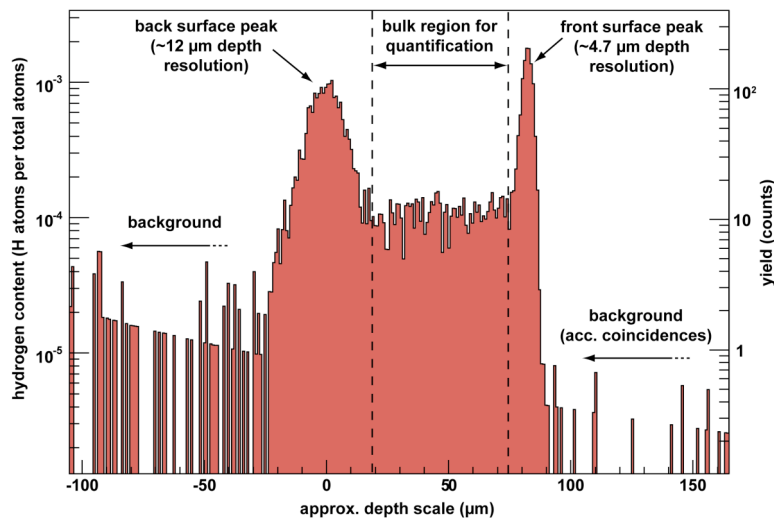 back surface peak
(~12 µm depth
resolution)
bulk region for
quantification
front surface peak
(~4.7 µm depth
resolution)
10⁻³
10⁻⁴
10⁻⁵
hydrogen content (H atoms per total atoms)
background
background
(acc. coincidences)
10²
10
1
yield (counts)
-100
-50
0
50
100
150
approx. depth scale (µm)